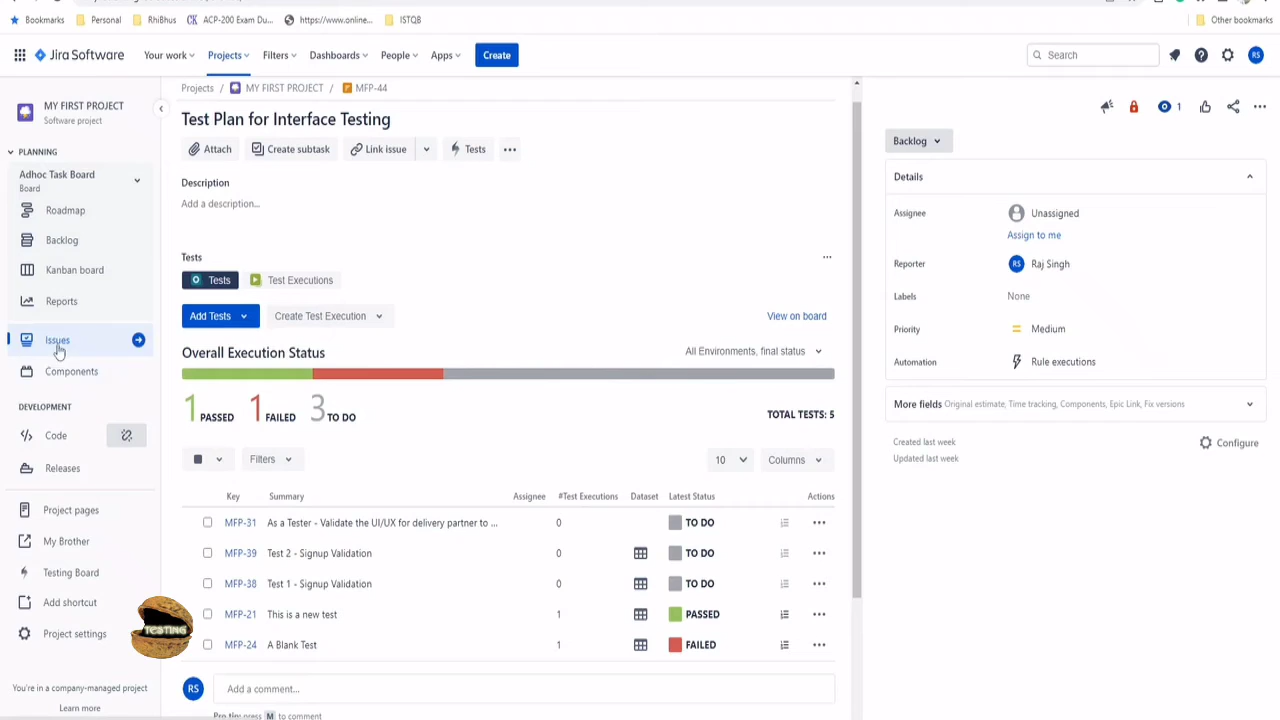 Bookmarks
Personal
RhiBhus
ACP-200 Exam Du...
https://www.online...
ISTQB
Other bookmarks
Jira Software
Your work
Projects
Filters
Dashboards
People
Apps
Create
Search
RS
MY FIRST PROJECT
Software project
PLANNING
Adhoc Task Board
Board
Roadmap
Backlog
Kanban board
Reports
Issues
Components
DEVELOPMENT
Code
Releases
Project pages
My Brother
Testing Board
Add shortcut
Project settings
TESTING
You're in a company-managed project
Learn more
Projects / MY FIRST PROJECT / MFP-44
Test Plan for Interface Testing
Attach
Create subtask
Link issue
Tests
Description
Add a description...
Tests
Tests
Test Executions
Add Tests
Create Test Execution
View on board
Overall Execution Status
All Environments, final status
1 PASSED
1 FAILED
3 TO DO
TOTAL TESTS: 5
Filters
10
Columns
Key Summary Assignee #Test Executions Dataset Latest Status Actions
MFP-31 As a Tester - Validate the UI/UX for delivery partner to ... 0 TO DO
MFP-39 Test 2 - Signup Validation 0 TO DO
MFP-38 Test 1 - Signup Validation 0 TO DO
MFP-21 This is a new test 1 PASSED
MFP-24 A Blank Test 1 FAILED
RS
Add a comment...
Pro tip: press M to comment
1
Backlog
Details
Assignee Unassigned
Assign to me
Reporter RS Raj Singh
Labels None
Priority Medium
Automation Rule executions
More fields Original estimate, Time tracking, Components, Epic Link, Fix versions
Created last week
Updated last week
Configure